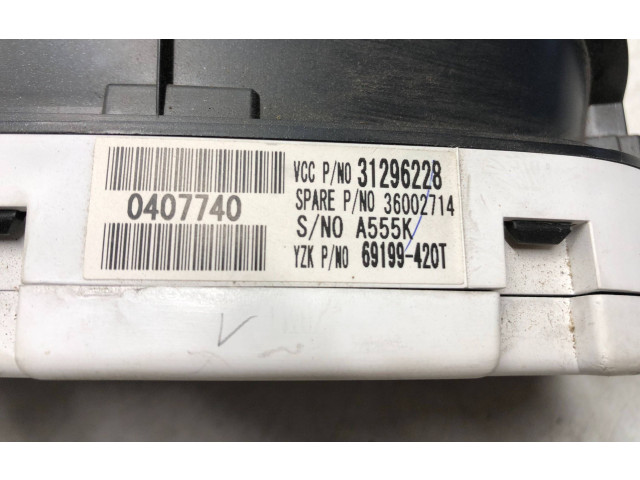 0407740
VCC P/NO 31296228
SPARE P/NO 36002714
S/NO A555K
YZK P/NO 69199-420T